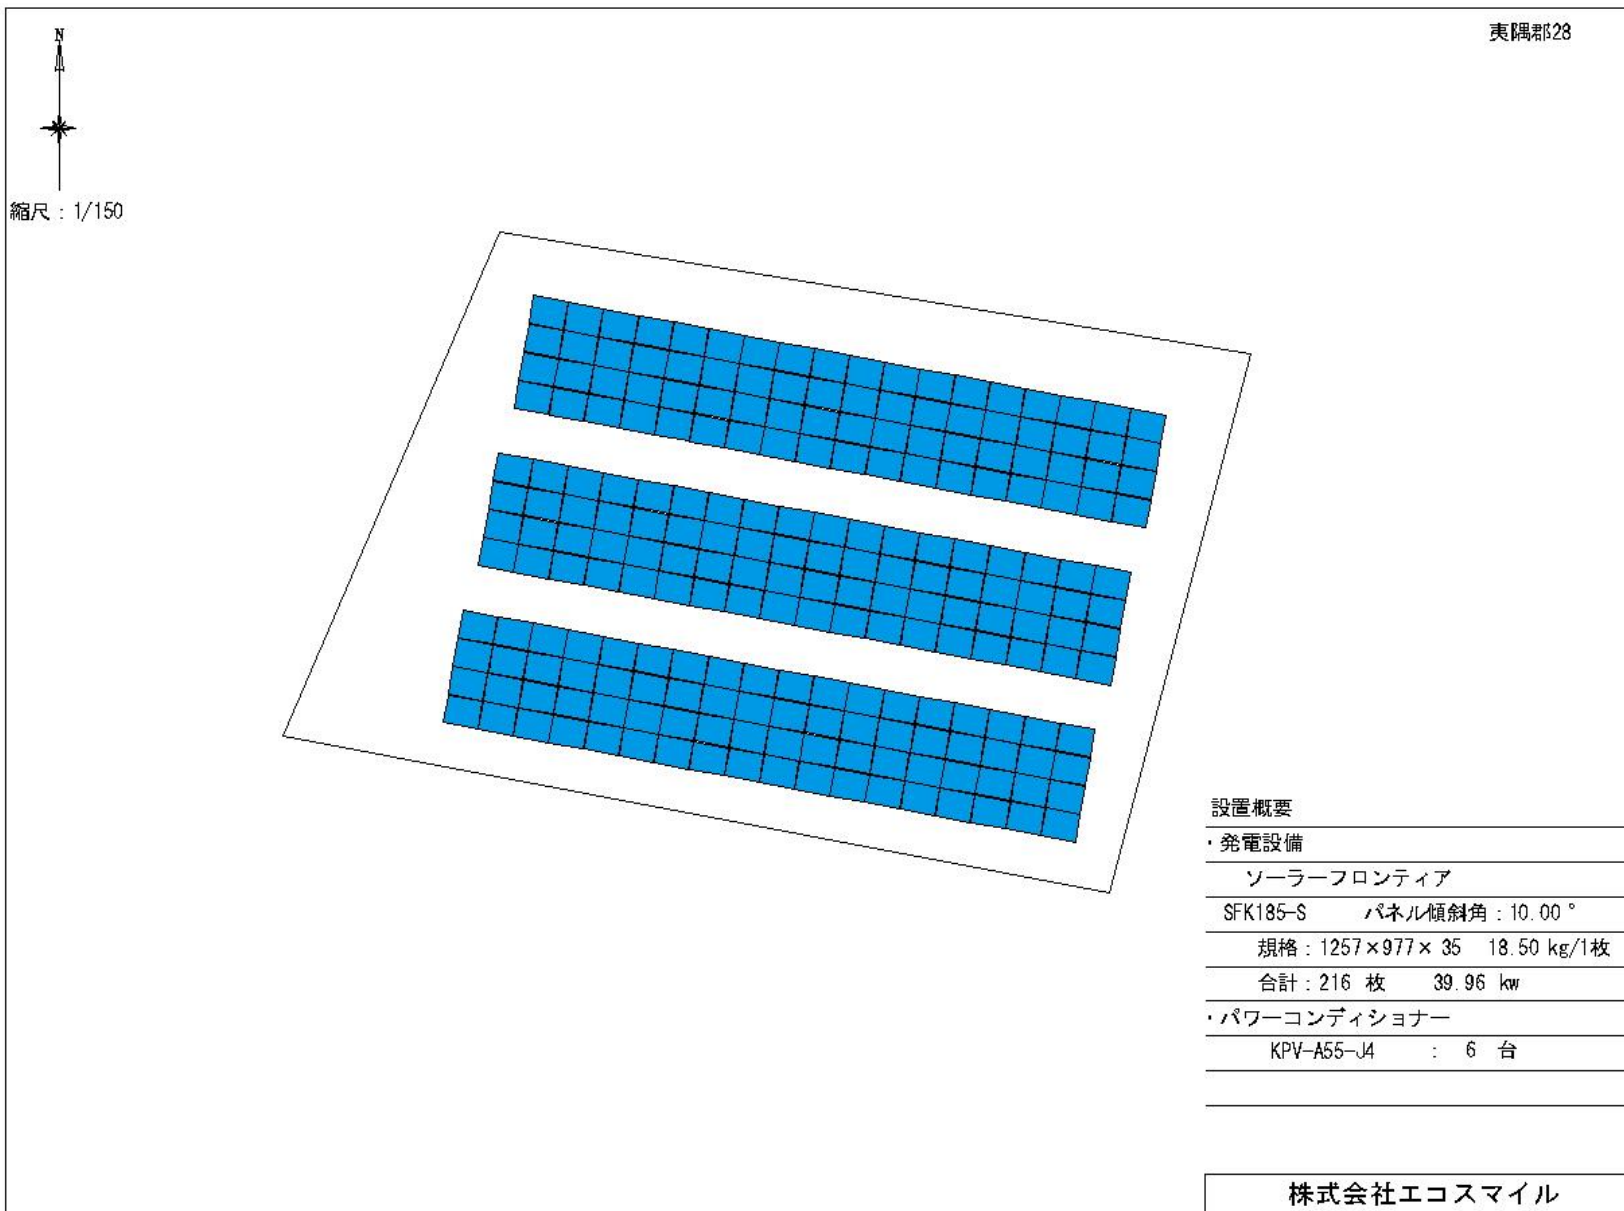 夷隅郡28
N
縮尺：1/150
設置概要
・発電設備
ソーラーフロンティア
SFK185-S パネル傾斜角：10.00°
規格：1257×977× 35 18.50 kg/1枚
合計：216 枚 39.96 kw
・パワーコンディショナー
KPV-A55-J4 ： 6 台
株式会社エコスマイル